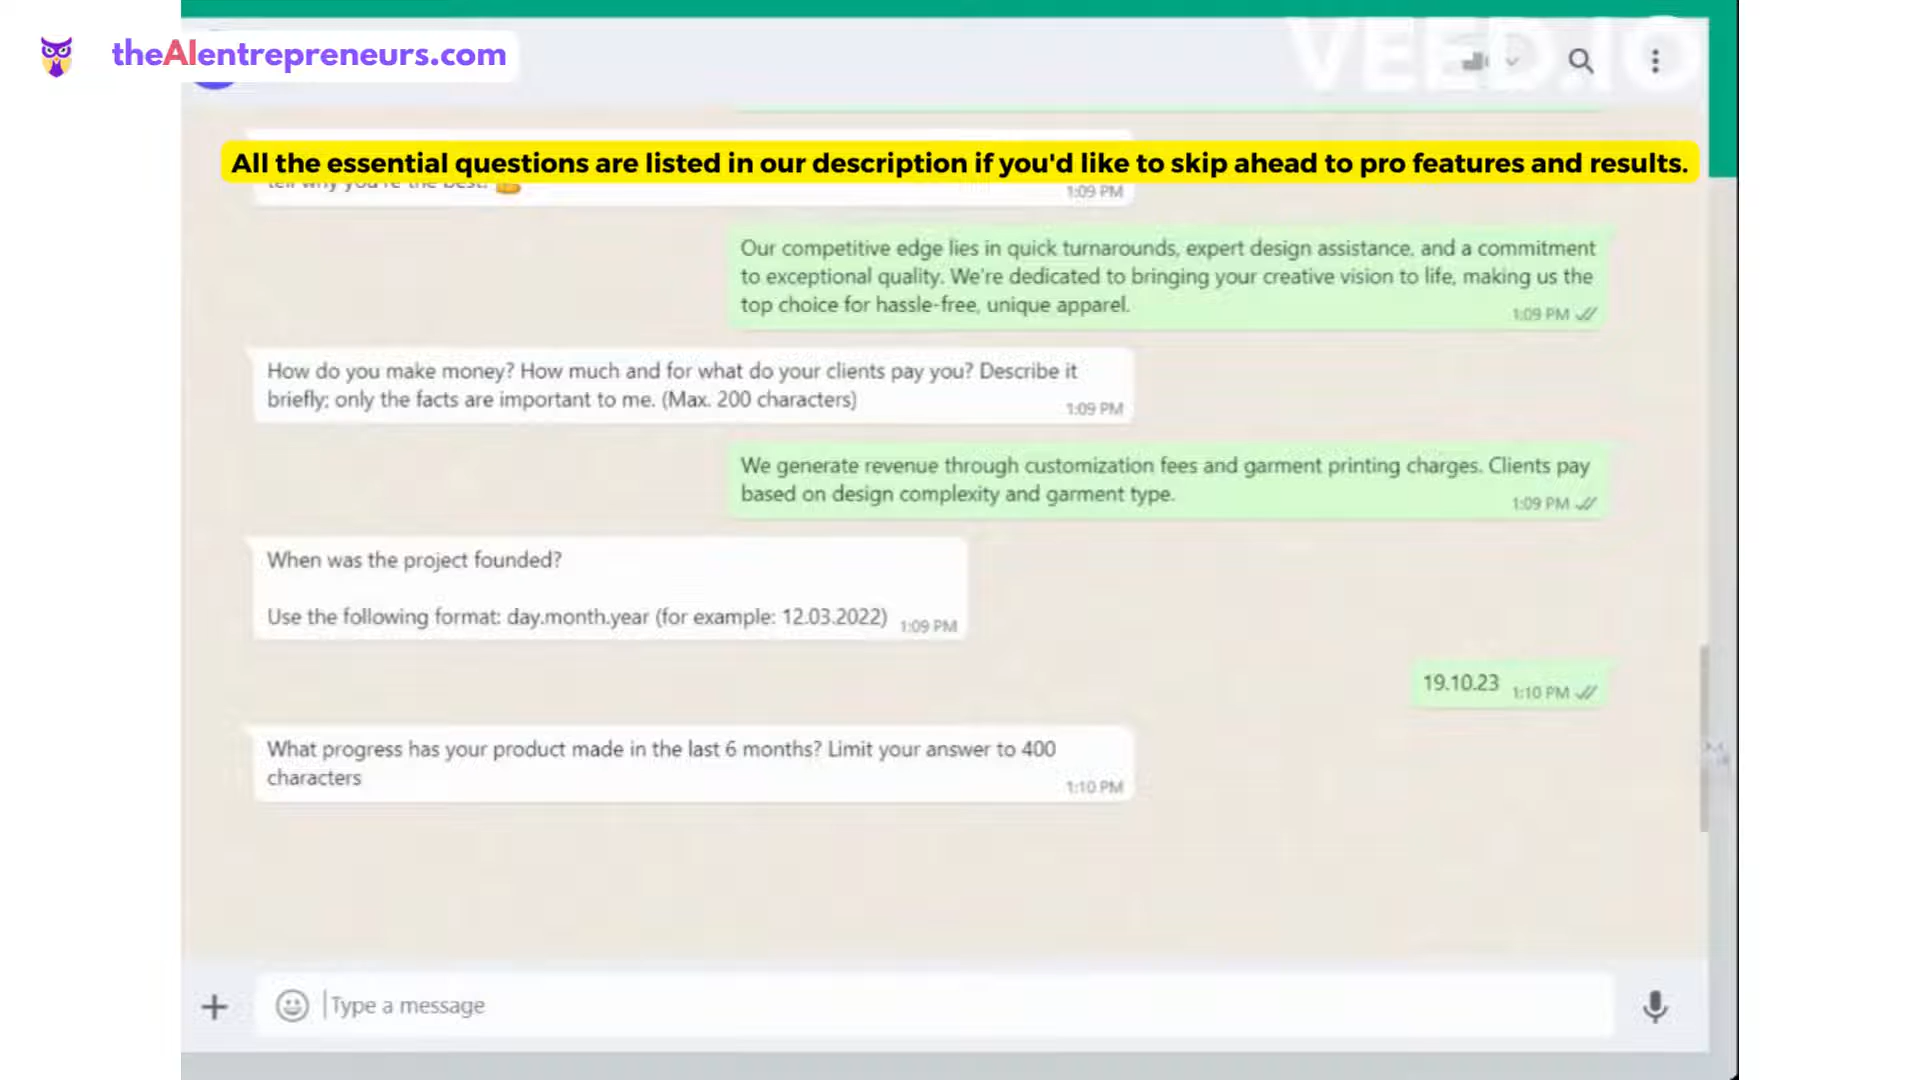 theAIentrepreneurs.com
VEED.IO
All the essential questions are listed in our description if you'd like to skip ahead to pro features and results.
tell why you're the best!
1:09 PM
Our competitive edge lies in quick turnarounds, expert design assistance, and a commitment
to exceptional quality. We're dedicated to bringing your creative vision to life, making us the
top choice for hassle-free, unique apparel.
1:09 PM
How do you make money? How much and for what do your clients pay you? Describe it
briefly; only the facts are important to me. (Max. 200 characters)
1:09 PM
We generate revenue through customization fees and garment printing charges. Clients pay
based on design complexity and garment type.
1:09 PM
When was the project founded?
Use the following format: day.month.year (for example: 12.03.2022) 1:09 PM
19.10.23 1:10 PM
What progress has your product made in the last 6 months? Limit your answer to 400
characters
1:10 PM
Type a message